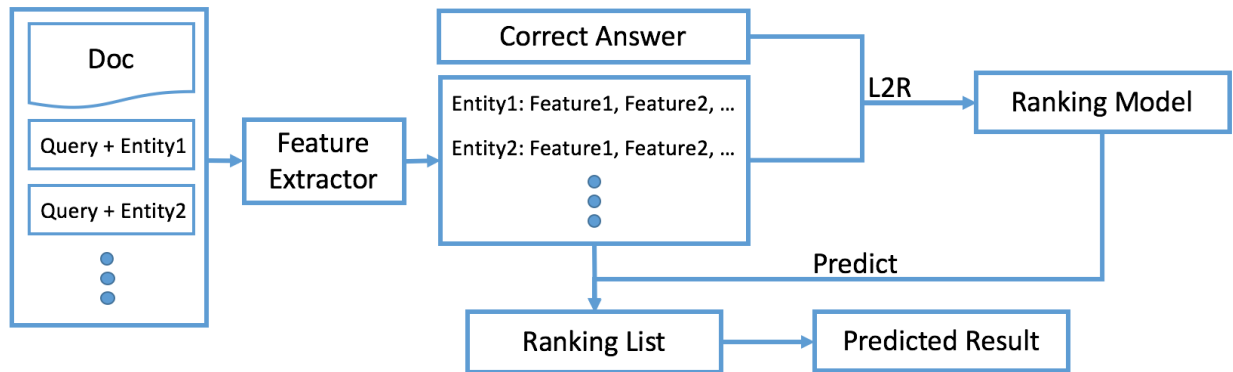 Doc
Query + Entity1
Query + Entity2
Feature
Extractor
Correct Answer
Entity1: Feature1, Feature2, ...
Entity2: Feature1, Feature2, ...
L2R
Ranking Model
Predict
Ranking List
Predicted Result